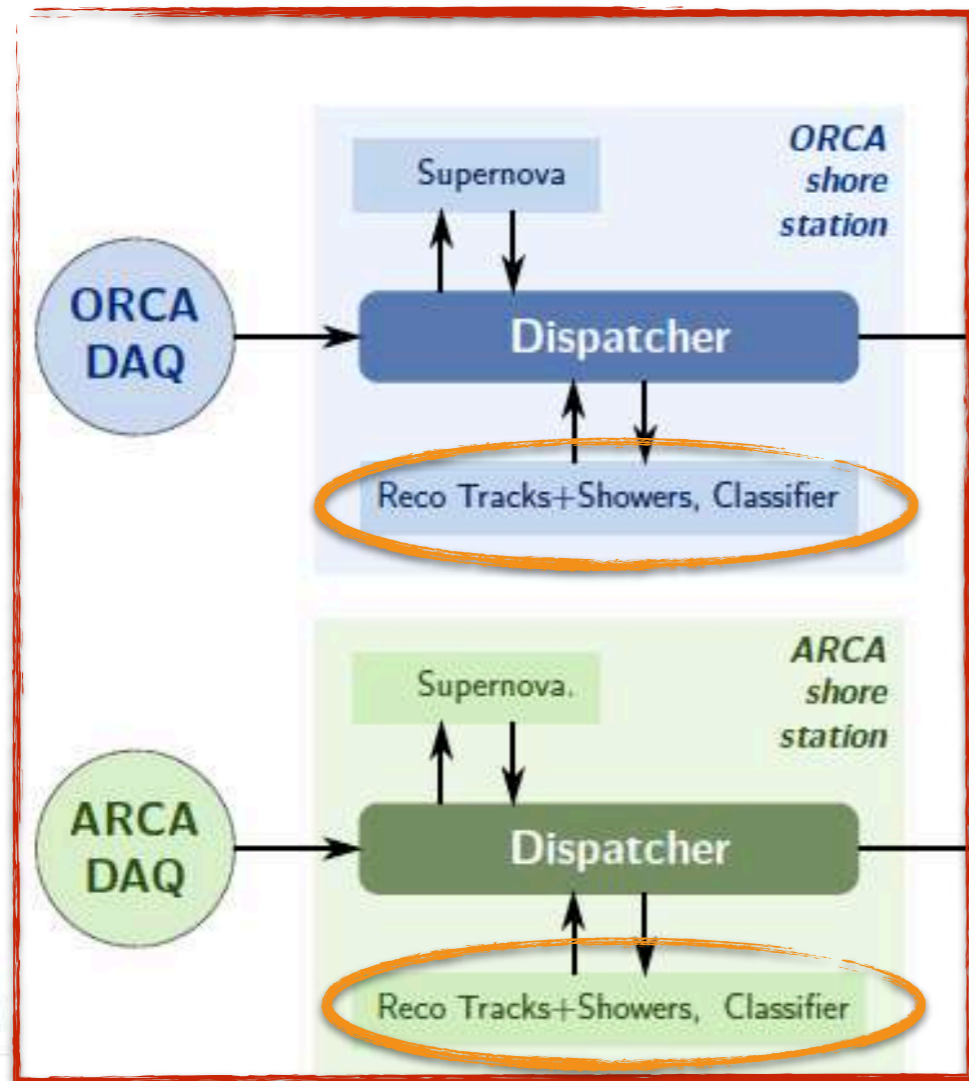 ORCA
shore
station
Supernova
ORCA
DAQ
Dispatcher
Reco Tracks+Showers, Classifier
ARCA
shore
station
Supernova.
ARCA
DAQ
Dispatcher
Reco Tracks+Showers, Classifier